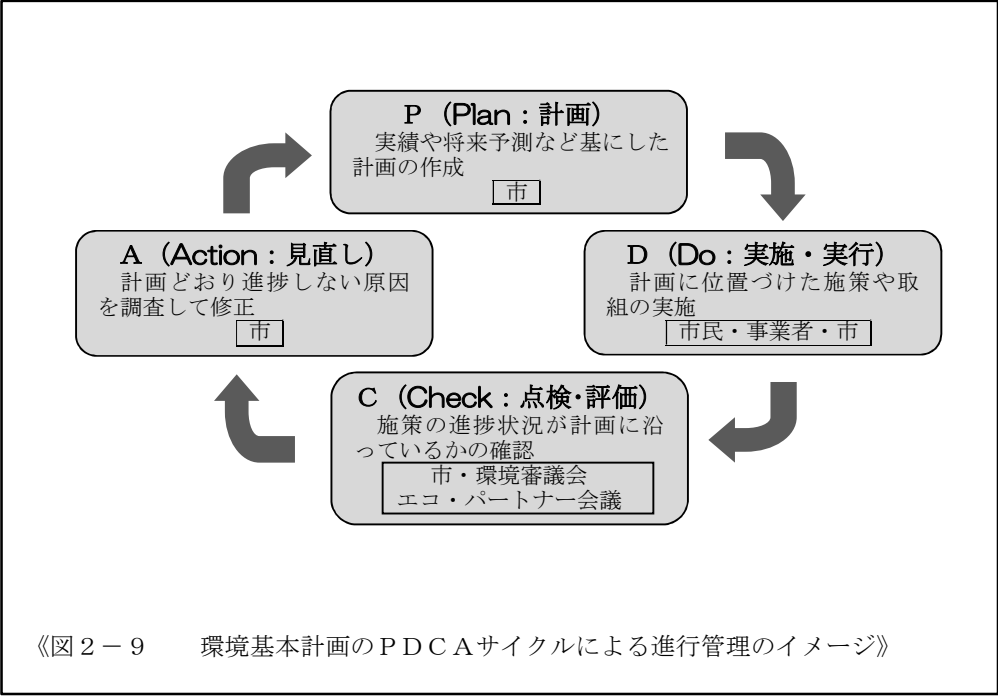 P（Plan：計画）
実績や将来予測など基にした
計画の作成
市
A（Action：見直し）
計画どおり進捗しない原因
を調査して修正
市
D（Do：実施・実行）
計画に位置づけた施策や取
組の実施
市民・事業者・市
C（Check：点検･評価）
施策の進捗状況が計画に沿
っているかの確認
市・環境審議会
エコ・パートナー会議
《図２－９　　環境基本計画のＰＤＣＡサイクルによる進行管理のイメージ》